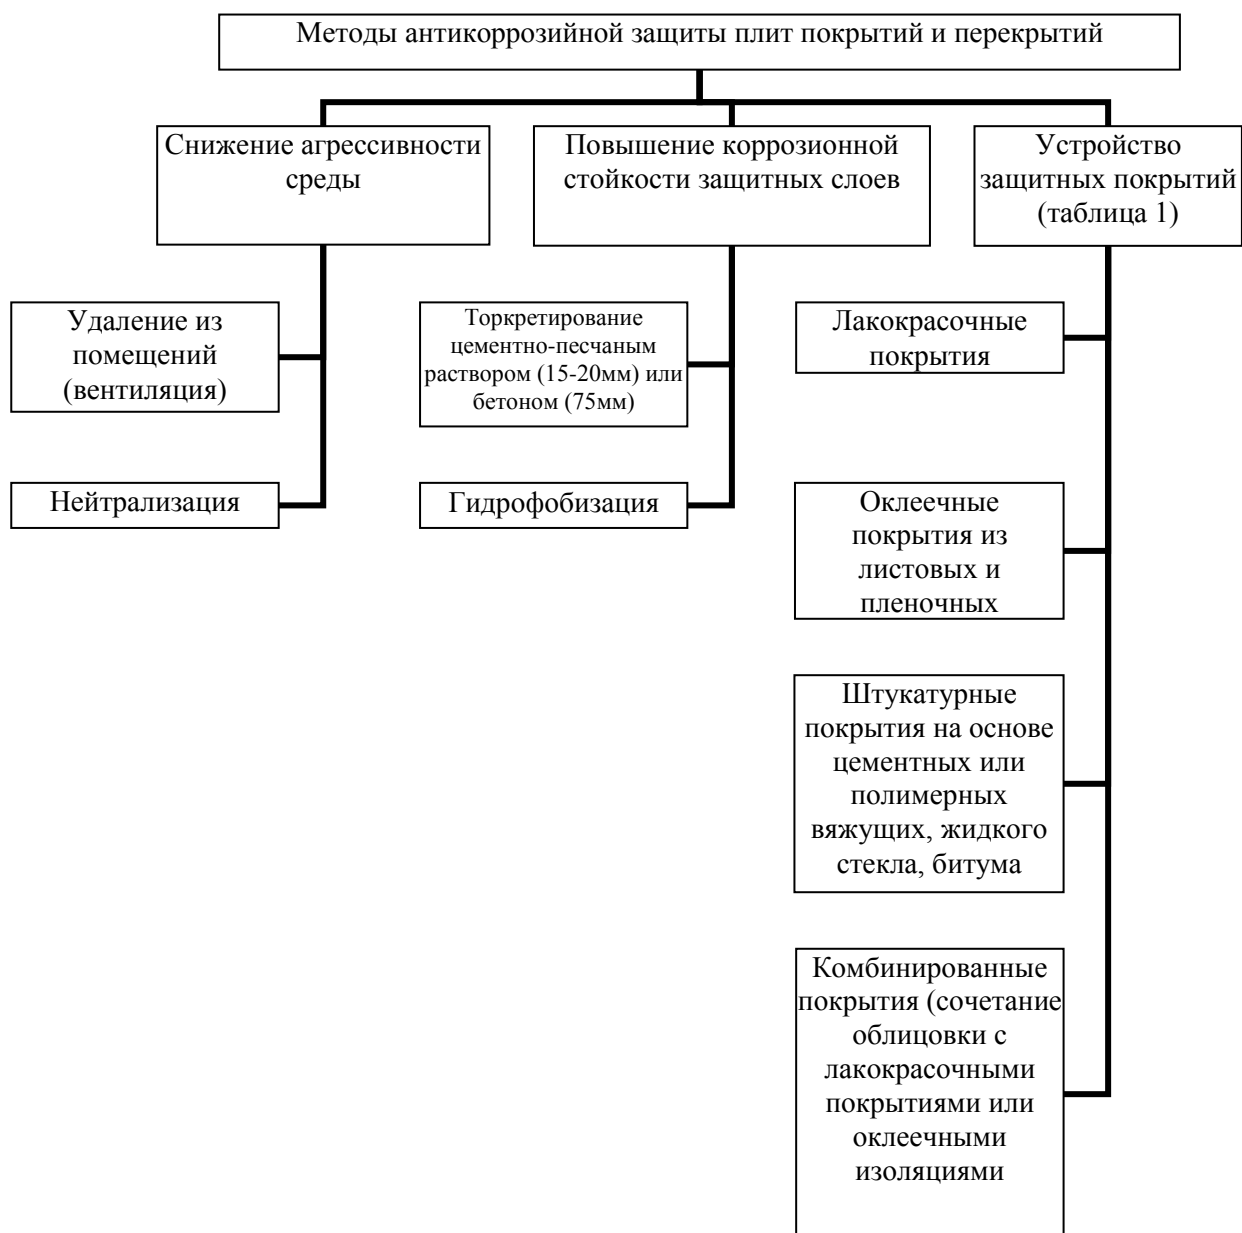 Методы антикоррозийной защиты плит покрытий и перекрытий
Снижение агрессивности
среды
Повышение коррозионной
стойкости защитных слоев
Устройство
защитных покрытий
(таблица 1)
Удаление из
помещений
(вентиляция)
Нейтрализация
Торкретирование
цементно-песчаным
раствором (15-20мм) или
бетоном (75мм)
Гидрофобизация
Лакокрасочные
покрытия
Оклеечные
покрытия из
листовых и
пленочных
Штукатурные
покрытия на основе
цементных или
полимерных
вяжущих, жидкого
стекла, битума
Комбинированные
покрытия (сочетание
облицовки с
лакокрасочными
покрытиями или
оклеечными
изоляциями